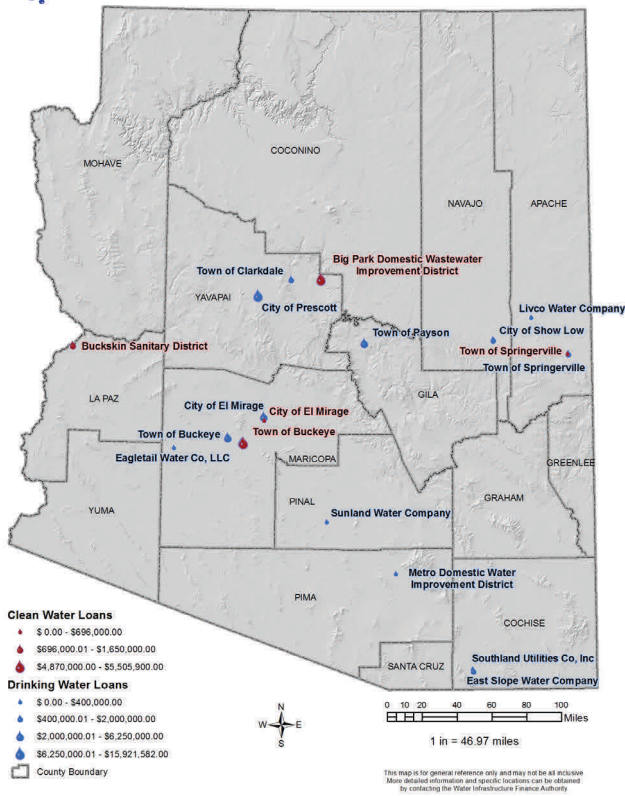 COCONINO
MOHAVE
NAVAJO
APACHE
Big Park Domestic Wastewater
Improvement District
Town of Clarkdale
YAVAPAI
City of Prescott
Livco Water Company
Town of Payson
City of Show Low
Buckskin Sanitary District
Town of Springerville
Town of Springerville
LA PAZ
GILA
City of El Mirage
City of El Mirage
Town of Buckeye
Town of Buckeye
Eagletail Water Co, LLC
MARICOPA
GREENLEE
PINAL
GRAHAM
YUMA
Sunland Water Company
Metro Domestic Water
Improvement District
PIMA
COCHISE
Clean Water Loans
$ 0.00 - $696,000.00
$696,000.01 - $1,650,000.00
$4,870,000.00 - $5,505,900.00
SANTA CRUZ
Southland Utilities Co, Inc
East Slope Water Company
Drinking Water Loans
$ 0.00 - $400,000.00
$400,000.01 - $2,000,000.00
$2,000,000.01 - $6,250,000.00
$6,250,000.01 - $15,921,582.00
County Boundary
N
W E
S
0 10 20 40 60 80 100
Miles
1 in = 46.97 miles
This map is for general reference only and may not be all inclusive
More detailed information and specific locations can be obtained
by contacting the Water Infrastructure Finance Authority